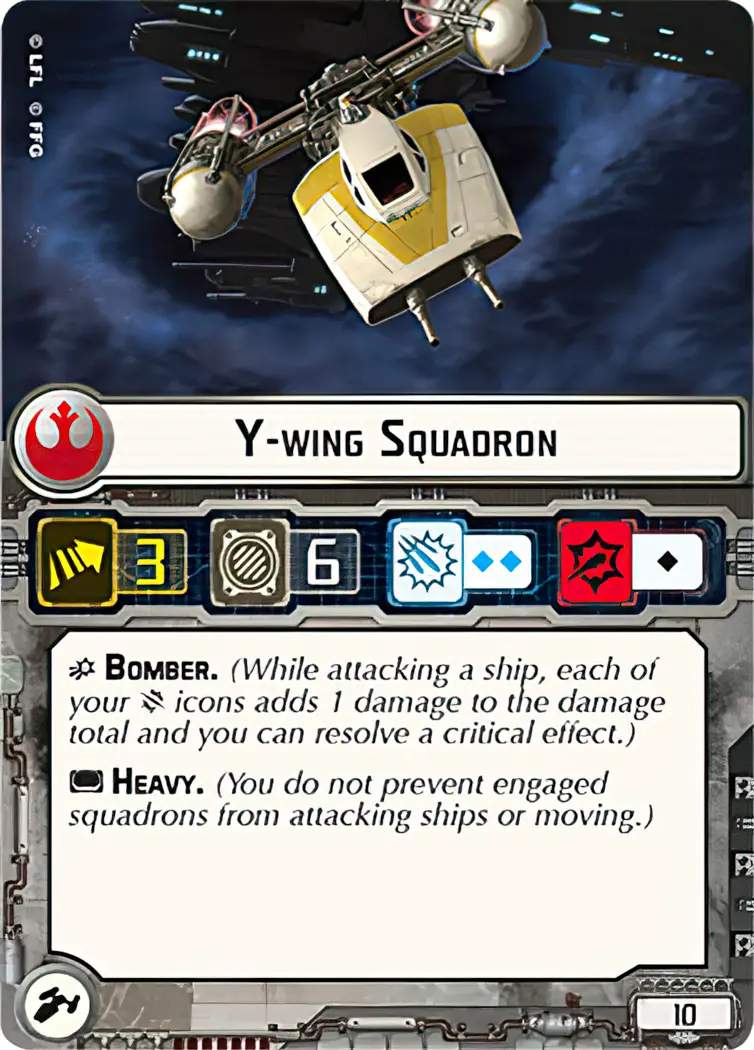 © LFL © FFG
Y-wing Squadron
3
6
Bomber. (While attacking a ship, each of
your icons adds 1 damage to the damage
total and you can resolve a critical effect.)
Heavy. (You do not prevent engaged
squadrons from attacking ships or moving.)
10